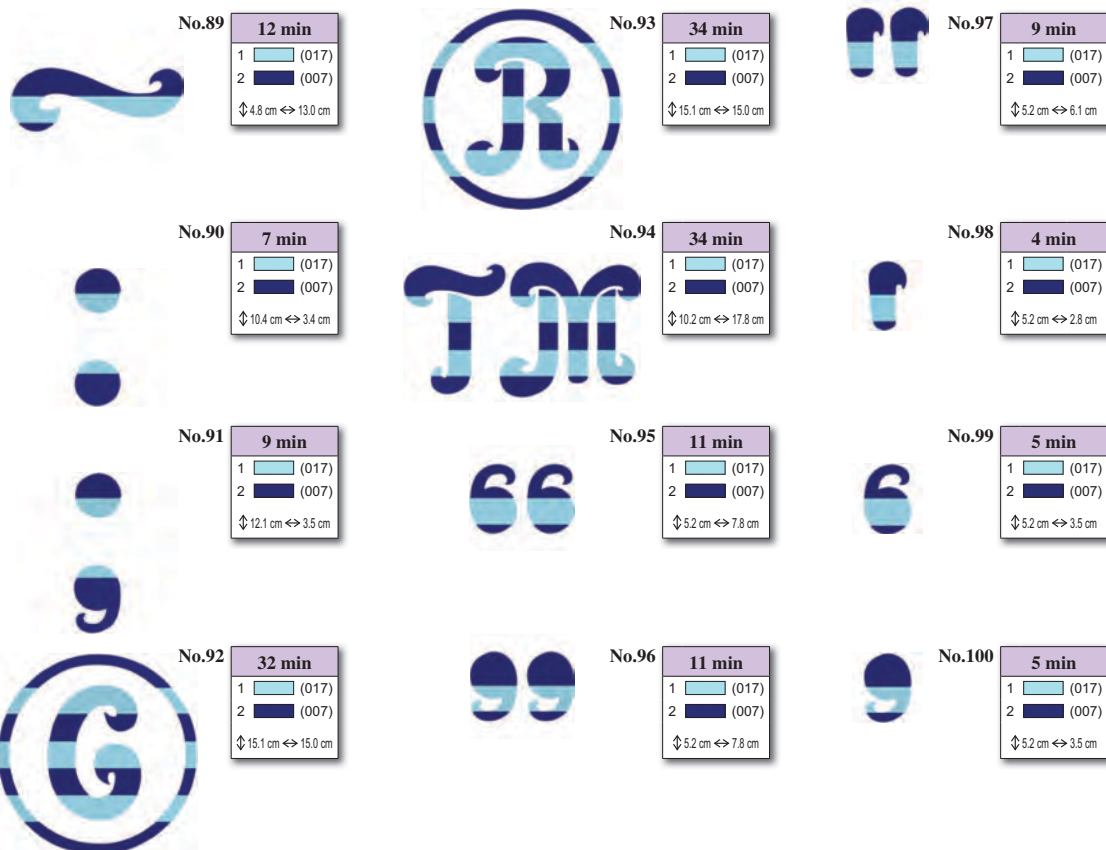 No.89
12 min
1 (017)
2 (007)
↕ 4.8 cm ↔ 13.0 cm
~
No.90
7 min
1 (017)
2 (007)
↕ 10.4 cm ↔ 3.4 cm
:
No.91
9 min
1 (017)
2 (007)
↕ 12.1 cm ↔ 3.5 cm
;
No.92
32 min
1 (017)
2 (007)
↕ 15.1 cm ↔ 15.0 cm
©
No.93
34 min
1 (017)
2 (007)
↕ 15.1 cm ↔ 15.0 cm
®
No.94
34 min
1 (017)
2 (007)
↕ 10.2 cm ↔ 17.8 cm
TM
No.95
11 min
1 (017)
2 (007)
↕ 5.2 cm ↔ 7.8 cm
“
No.96
11 min
1 (017)
2 (007)
↕ 5.2 cm ↔ 7.8 cm
”
No.97
9 min
1 (017)
2 (007)
↕ 5.2 cm ↔ 6.1 cm
"
No.98
4 min
1 (017)
2 (007)
↕ 5.2 cm ↔ 2.8 cm
'
No.99
5 min
1 (017)
2 (007)
↕ 5.2 cm ↔ 3.5 cm
‘
No.100
5 min
1 (017)
2 (007)
↕ 5.2 cm ↔ 3.5 cm
’